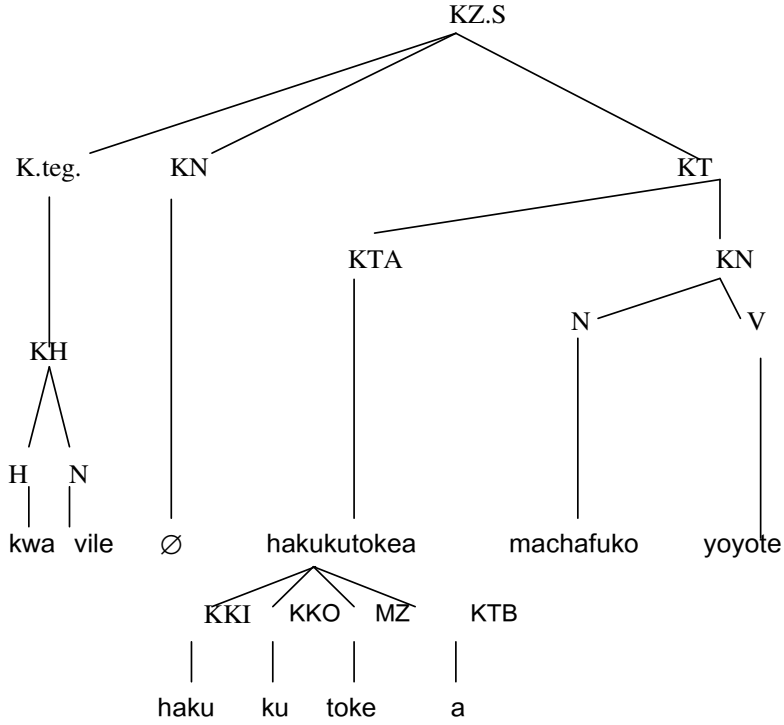 KZ.S
K.teg. KN KT
KTA KN
N V
KH
H N
kwa vile ∅ hakukutokea machafuko yoyote
KKI KKO MZ KTB
haku ku toke a